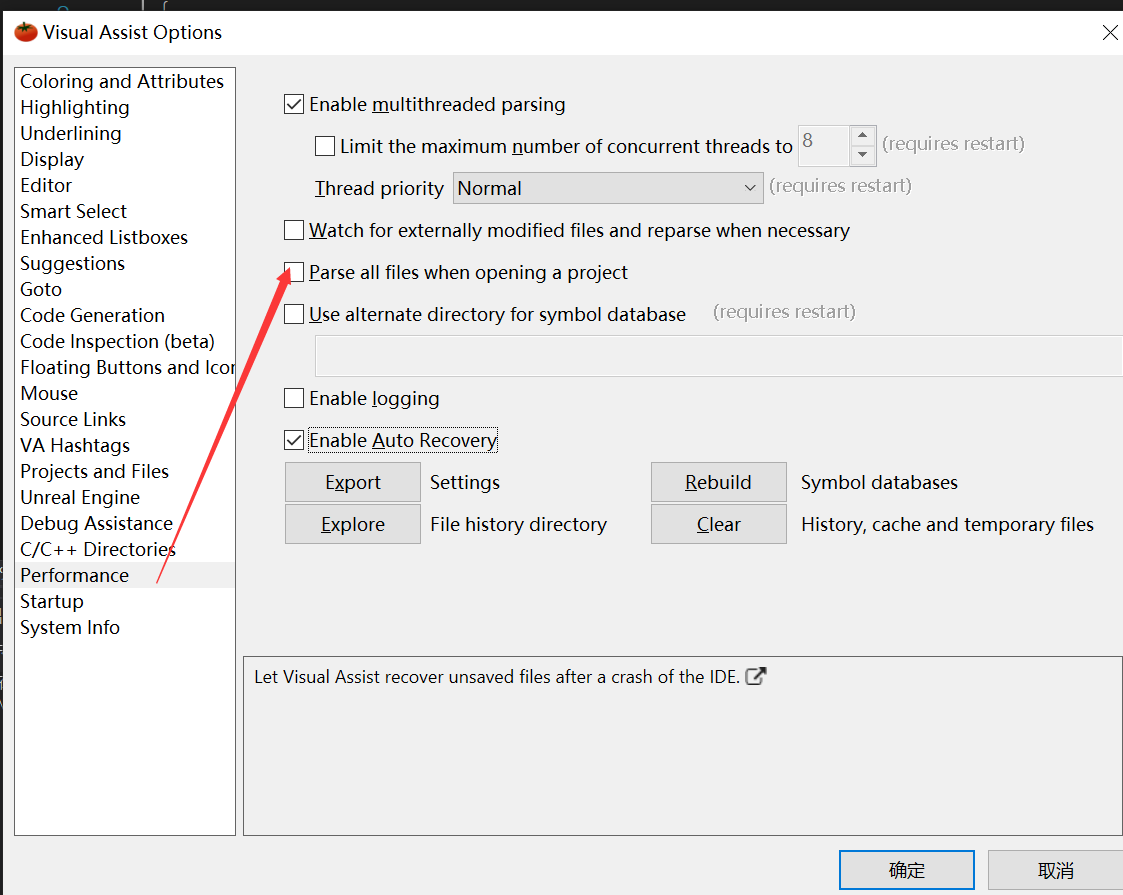 Visual Assist Options
Coloring and Attributes
Highlighting
Underlining
Display
Editor
Smart Select
Enhanced Listboxes
Suggestions
Goto
Code Generation
Code Inspection (beta)
Floating Buttons and Icon
Mouse
Source Links
VA Hashtags
Projects and Files
Unreal Engine
Debug Assistance
C/C++ Directories
Performance
Startup
System Info
Enable multithreaded parsing
Limit the maximum number of concurrent threads to 8 (requires restart)
Thread priority Normal (requires restart)
Watch for externally modified files and reparse when necessary
Parse all files when opening a project
Use alternate directory for symbol database (requires restart)
Enable logging
Enable Auto Recovery
Export Settings Rebuild Symbol databases
Explore File history directory Clear History, cache and temporary files
Let Visual Assist recover unsaved files after a crash of the IDE.
确定 取消